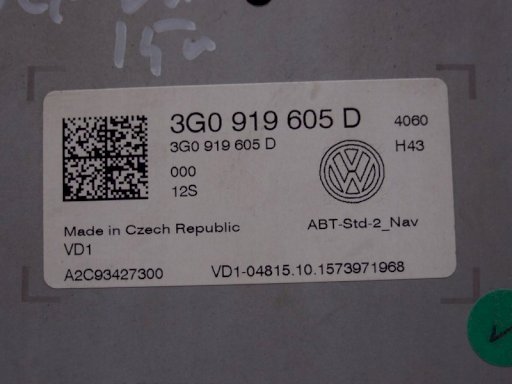 15
3G0 919 605 D 4060
3G0 919 605 D H43
000
12S
Made in Czech Republic ABT-Std-2_Nav
VD1
A2C93427300 VD1-04815.10.1573971968